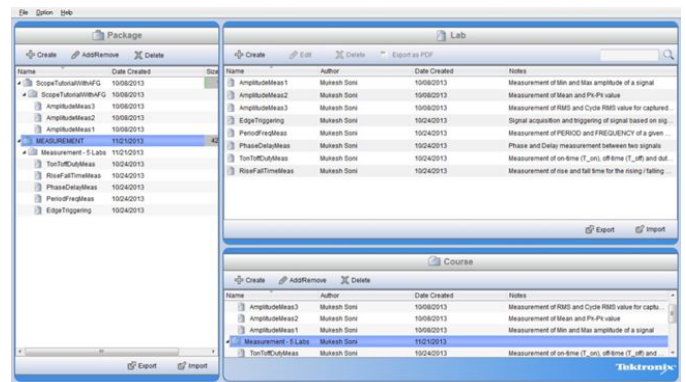 File Option Help
Package
Create Add/Remove Delete
Name Date Created Size
ScopeTutorialWithAFG 10/08/2013
ScopeTutorialWithAFG 10/08/2013
AmplitudeMeas3 10/08/2013
AmplitudeMeas2 10/08/2013
AmplitudeMeas1 10/08/2013
MEASUREMENT 11/21/2013 42
Measurement - 5 Labs 11/21/2013
TonToffDutyMeas 10/24/2013
RiseFallTimeMeas 10/24/2013
PhaseDelayMeas 10/24/2013
PeriodFreqMeas 10/24/2013
EdgeTriggering 10/24/2013
Export Import
Lab
Create Edit Delete Export as PDF
Name Author Date Created Notes
AmplitudeMeas1 Mukesh Soni 10/08/2013 Measurement of Min and Max amplitude of a signal
AmplitudeMeas2 Mukesh Soni 10/08/2013 Measurement of Mean and Pk-Pk value
AmplitudeMeas3 Mukesh Soni 10/08/2013 Measurement of RMS and Cycle RMS value for captured...
EdgeTriggering Mukesh Soni 10/24/2013 Signal acquisition and triggering of signal based on sig...
PeriodFreqMeas Mukesh Soni 10/24/2013 Measurement of PERIOD and FREQUENCY of a given ...
PhaseDelayMeas Mukesh Soni 10/24/2013 Phase and Delay measurement between two signals
TonToffDutyMeas Mukesh Soni 10/24/2013 Measurement of on-time (T_on), off-time (T_off) and dut...
RiseFallTimeMeas Mukesh Soni 10/24/2013 Measurement of rise and fall time for the rising / falling ...
Export Import
Course
Create Add/Remove Delete
Name Author Date Created Notes
AmplitudeMeas3 Mukesh Soni 10/08/2013 Measurement of RMS and Cycle RMS value for captu...
AmplitudeMeas2 Mukesh Soni 10/08/2013 Measurement of Mean and Pk-Pk value
AmplitudeMeas1 Mukesh Soni 10/08/2013 Measurement of Min and Max amplitude of a signal
Measurement - 5 Labs Mukesh Soni 11/21/2013
TonToffDutyMeas Mukesh Soni 10/24/2013 Measurement of on-time (T_on), off-time (T_off) and ...
Tektronix